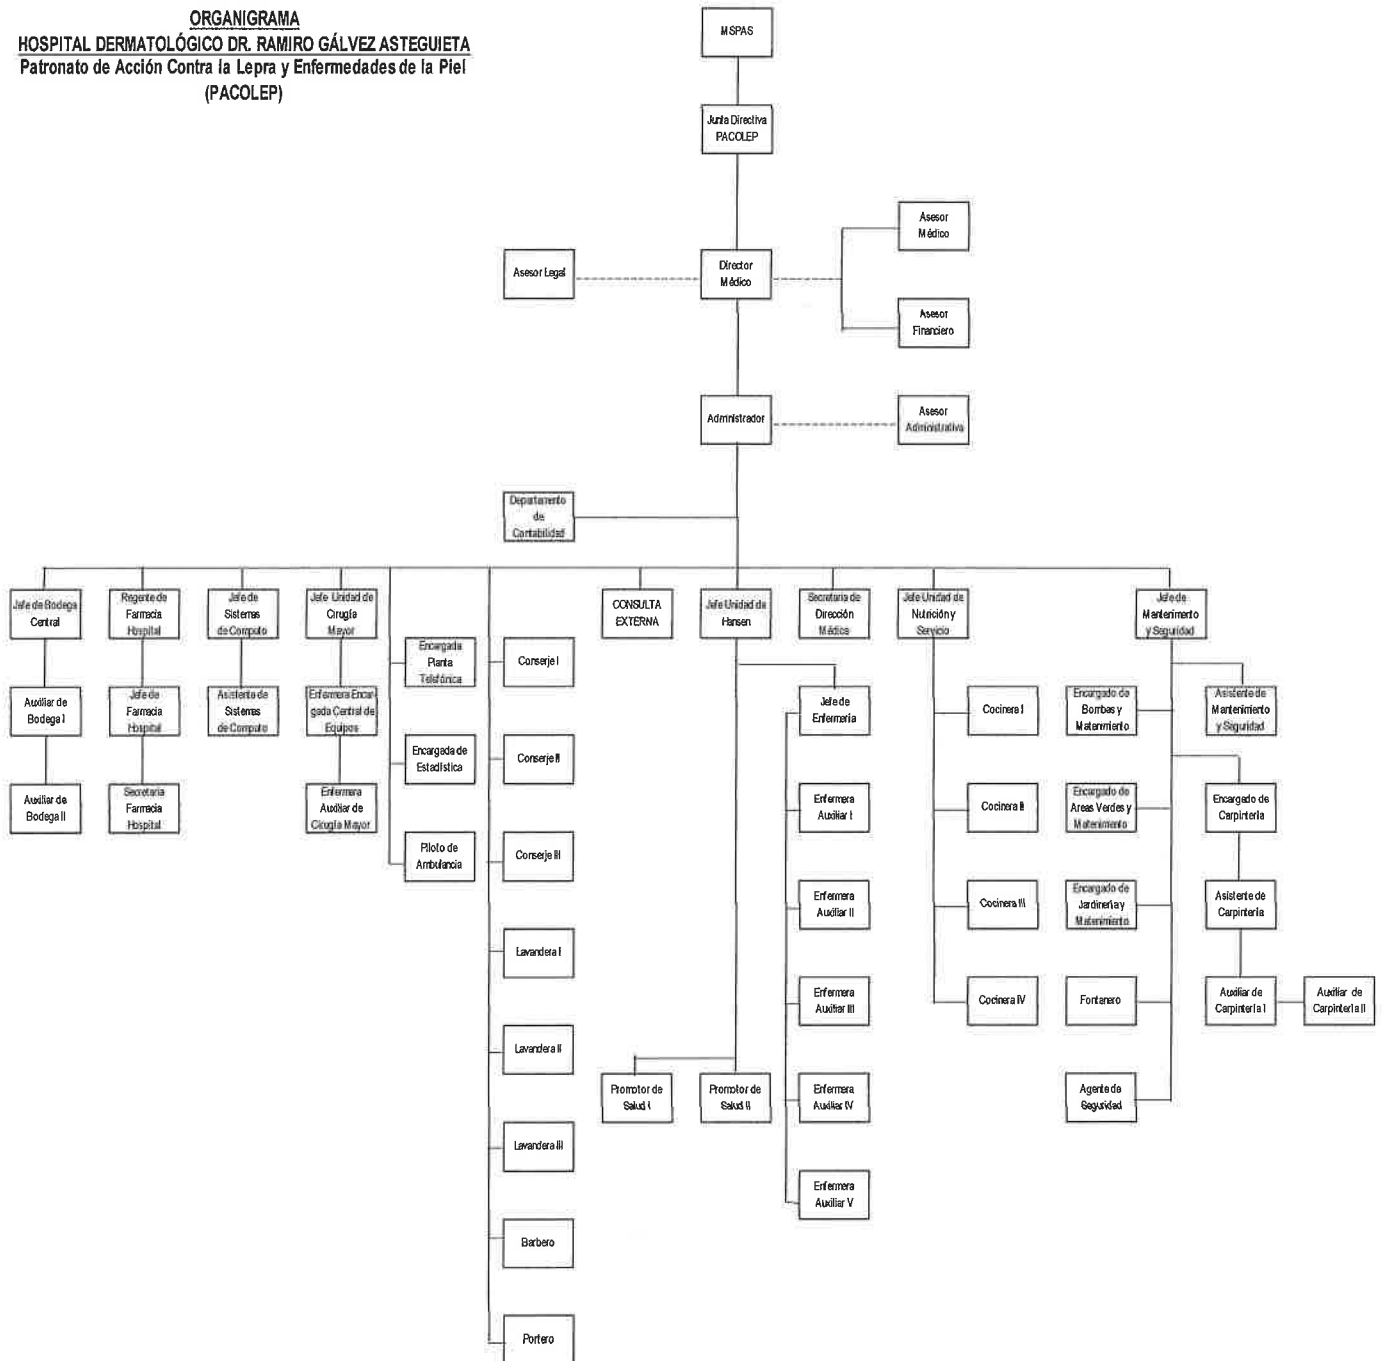 ORGANIGRAMA
HOSPITAL DERMATOLÓGICO DR. RAMIRO GÁLVEZ ASTEGUIETA
Patronato de Acción Contra la Lepra y Enfermedades de la Piel
(PACOLEP)
MSPAS
Junta Directiva
PACOLEP
Asesor
Médico
Asesor Legal
Director
Médico
Asesor
Financiero
Administrador
Asesor
Administrativa
Departamento
de
Contabilidad
Jefe de Bodega
Central
Regente de
Farmacia
Hospital
Jefe de
Sistemas
de Computo
Jefe Unidad de
Cirugía
Mayor
CONSULTA
EXTERNA
Jefe Unidad de
Hansen
Secretaria de
Dirección
Médica
Jefe Unidad de
Nutrición y
Servicio
Jefe de
Mantenimiento
y Seguridad
Encargada
Planta
Telefónica
Conserje I
Auxiliar de
Bodega I
Jefe de
Farmacia
Hospital
Asistente de
Sistemas
de Computo
Enfermera Encar-
gada Central de
Equipos
Jefe de
Enfermería
Cocinera I
Encargado de
Bombas y
Matenimiento
Asistente de
Mantenimiento
y Seguridad
Encargada de
Estadística
Conserje II
Auxiliar de
Bodega II
Secretaria
Farmacia
Hospital
Enfermera
Auxiliar de
Cirugía Mayor
Enfermera
Auxiliar I
Cocinera II
Encargado de
Areas Verdes y
Matenimiento
Encargado de
Carpintería
Piloto de
Ambulancia
Conserje III
Enfermera
Auxiliar II
Cocinera III
Encargado de
Jardinería y
Matenimiento
Asistente de
Carpintería
Lavandera I
Enfermera
Auxiliar III
Cocinera IV
Fontanero
Auxiliar de
Carpintería I
Auxiliar de
Carpintería II
Lavandera II
Promotor de
Salud I
Promotor de
Salud II
Enfermera
Auxiliar IV
Agente de
Seguridad
Lavandera III
Enfermera
Auxiliar V
Barbero
Portero